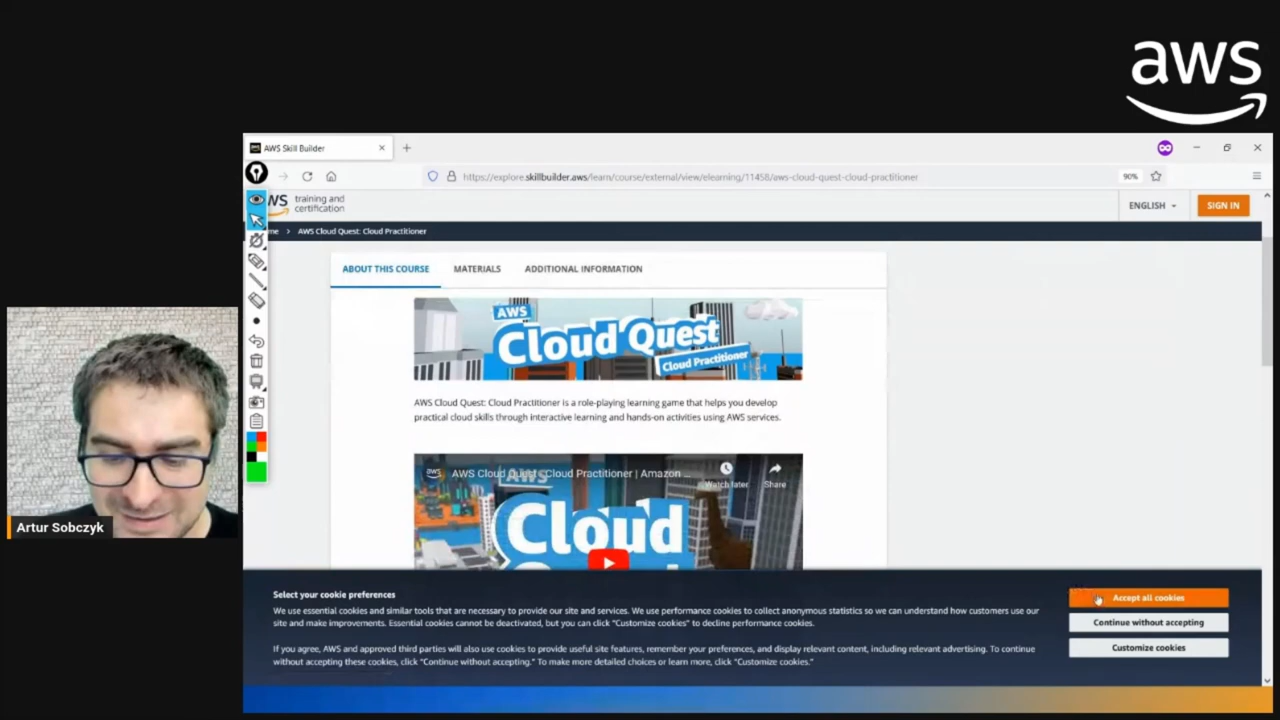 aws
AWS Skill Builder
https://explore.skillbuilder.aws/learn/course/external/view/elearning/11458/aws-cloud-quest-cloud-practitioner
90%
training and
certification
ENGLISH
SIGN IN
AWS Cloud Quest: Cloud Practitioner
ABOUT THIS COURSE
MATERIALS
ADDITIONAL INFORMATION
AWS
Cloud Quest
Cloud Practitioner
AWS Cloud Quest: Cloud Practitioner is a role-playing learning game that helps you develop
practical cloud skills through interactive learning and hands-on activities using AWS services.
aws
AWS Cloud Quest: Cloud Practitioner | Amazon ...
Watch later
Share
AWS
Cloud
Artur Sobczyk
Select your cookie preferences
We use essential cookies and similar tools that are necessary to provide our site and services. We use performance cookies to collect anonymous statistics so we can understand how customers use our
site and make improvements. Essential cookies cannot be deactivated, but you can click "Customize cookies" to decline performance cookies.
If you agree, AWS and approved third parties will also use cookies to provide useful site features, remember your preferences, and display relevant content, including relevant advertising. To continue
without accepting these cookies, click "Continue without accepting." To make more detailed choices or learn more, click "Customize cookies."
Accept all cookies
Continue without accepting
Customize cookies